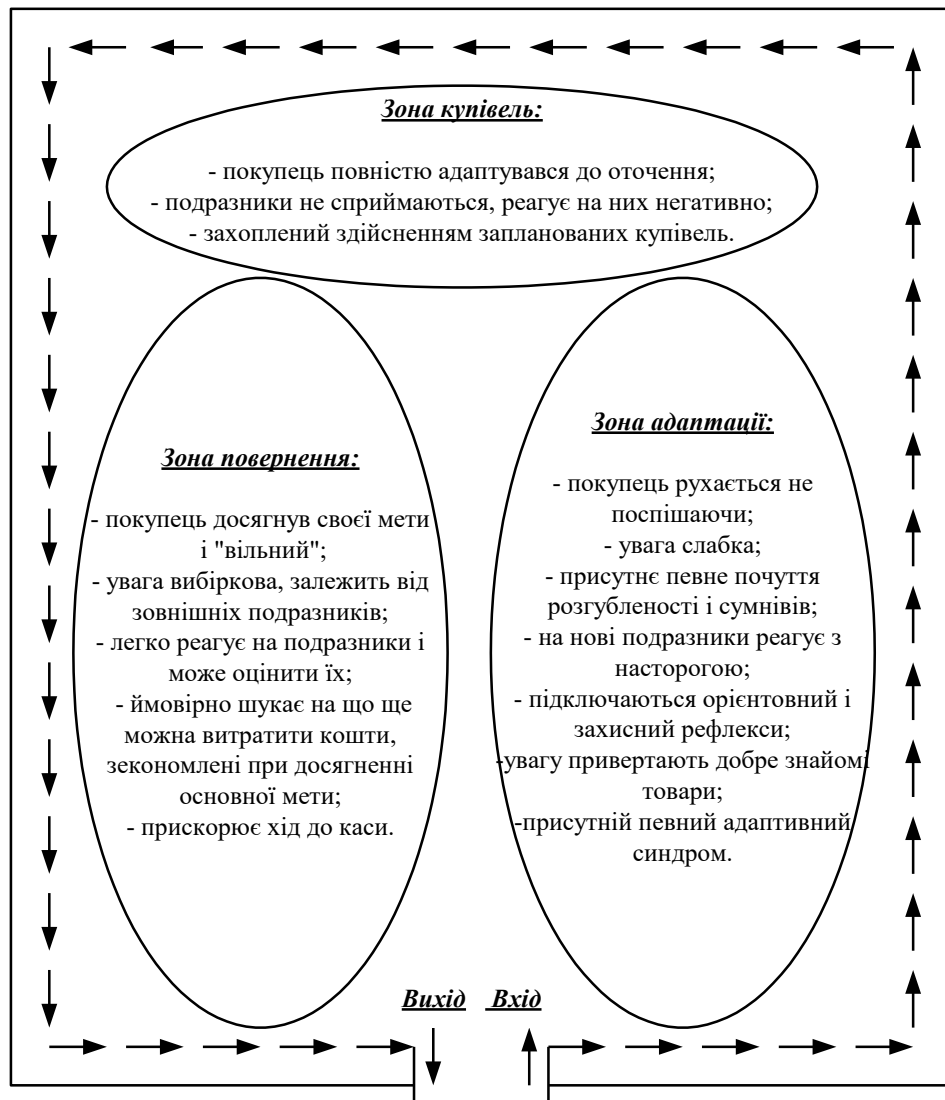 Зона купівель:
- покупець повністю адаптувався до оточення;
- подразники не сприймаються, реагує на них негативно;
- захоплений здійсненням запланованих купівель.
Зона повернення:
- покупець досягнув своєї мети
і "вільний";
- увага вибіркова, залежить від
зовнішніх подразників;
- легко реагує на подразники і
може оцінити їх;
- ймовірно шукає на що ще
можна витратити кошти,
зекономлені при досягненні
основної мети;
- прискорює хід до каси.
Зона адаптації:
- покупець рухається не
поспішаючи;
- увага слабка;
- присутнє певне почуття
розгубленості і сумнівів;
- на нові подразники реагує з
насторогою;
- підключаються орієнтовний і
захисний рефлекси;
-увагу привертають добре знайомі
товари;
-присутній певний адаптивний
синдром.
Вихід Вхід